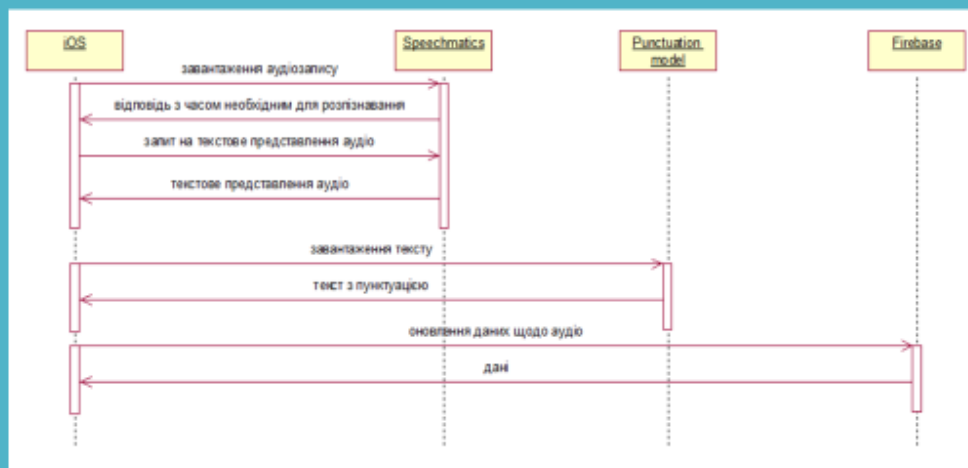 iOS
Speechmatics
Punctuation
model
Firebase
завантаження аудіозапису
відповідь з часом необхідним для розпізнавання
запит на текстове представлення аудіо
текстове представлення аудіо
завантаження тексту
текст з пунктуацією
оновлення даних щодо аудіо
дані